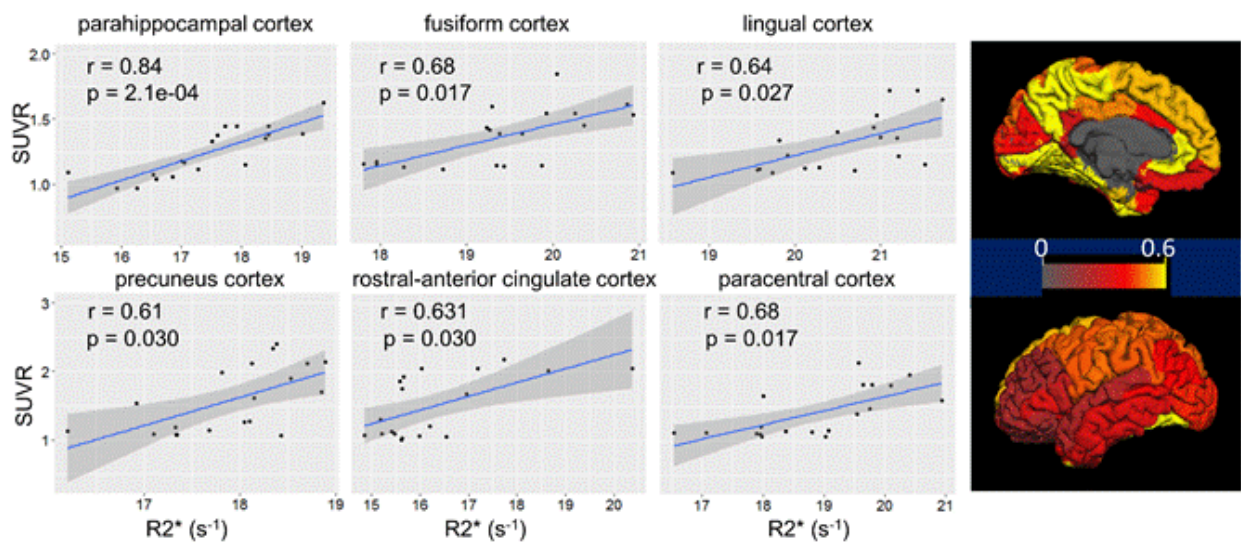 parahippocampal cortex
fusiform cortex
lingual cortex
SUVR
2.0
1.5
1.0
r = 0.84
p = 2.1e-04
r = 0.68
p = 0.017
r = 0.64
p = 0.027
15 16 17 18 19
18 19 20 21
19 20 21
0 0.6
precuneus cortex
rostral-anterior cingulate cortex
paracentral cortex
SUVR
3
2
1
r = 0.61
p = 0.030
r = 0.631
p = 0.030
r = 0.68
p = 0.017
17 18 19
15 16 17 18 19 20
17 18 19 20 21
R2* (s⁻¹)
R2* (s⁻¹)
R2* (s⁻¹)